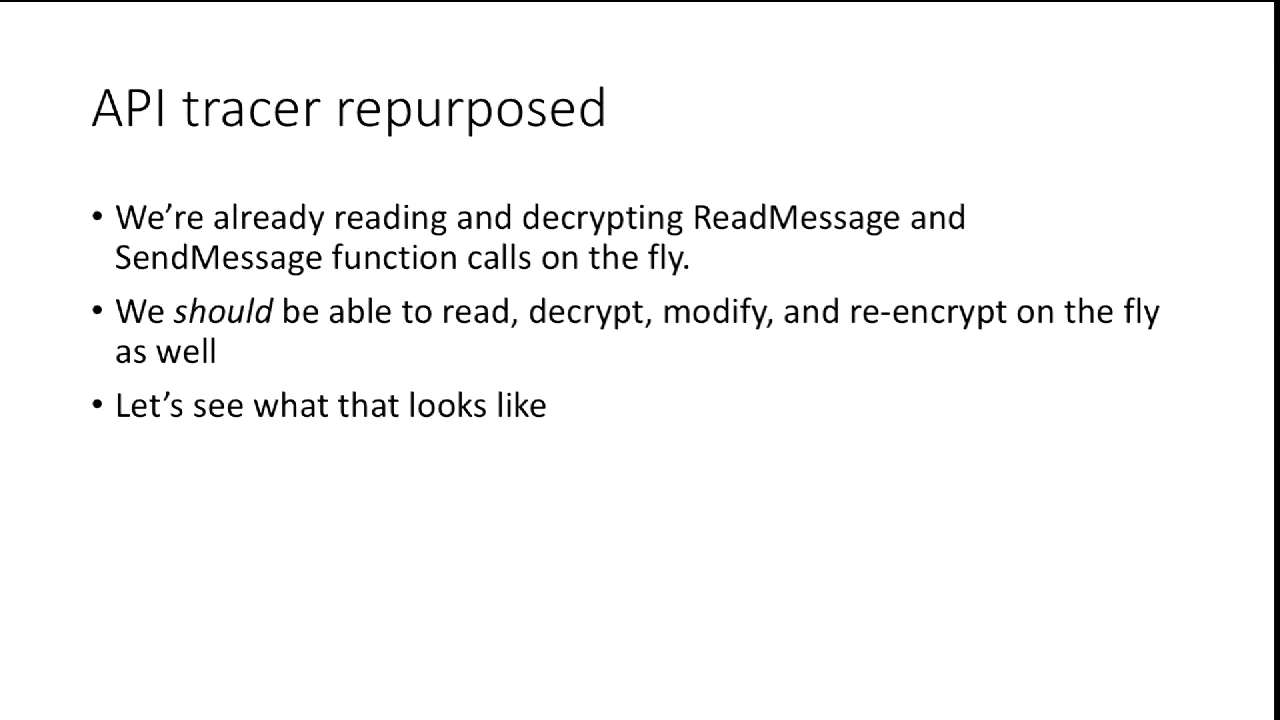 API tracer repurposed
• We’re already reading and decrypting ReadMessage and
SendMessage function calls on the fly.
• We should be able to read, decrypt, modify, and re-encrypt on the fly
as well
• Let’s see what that looks like